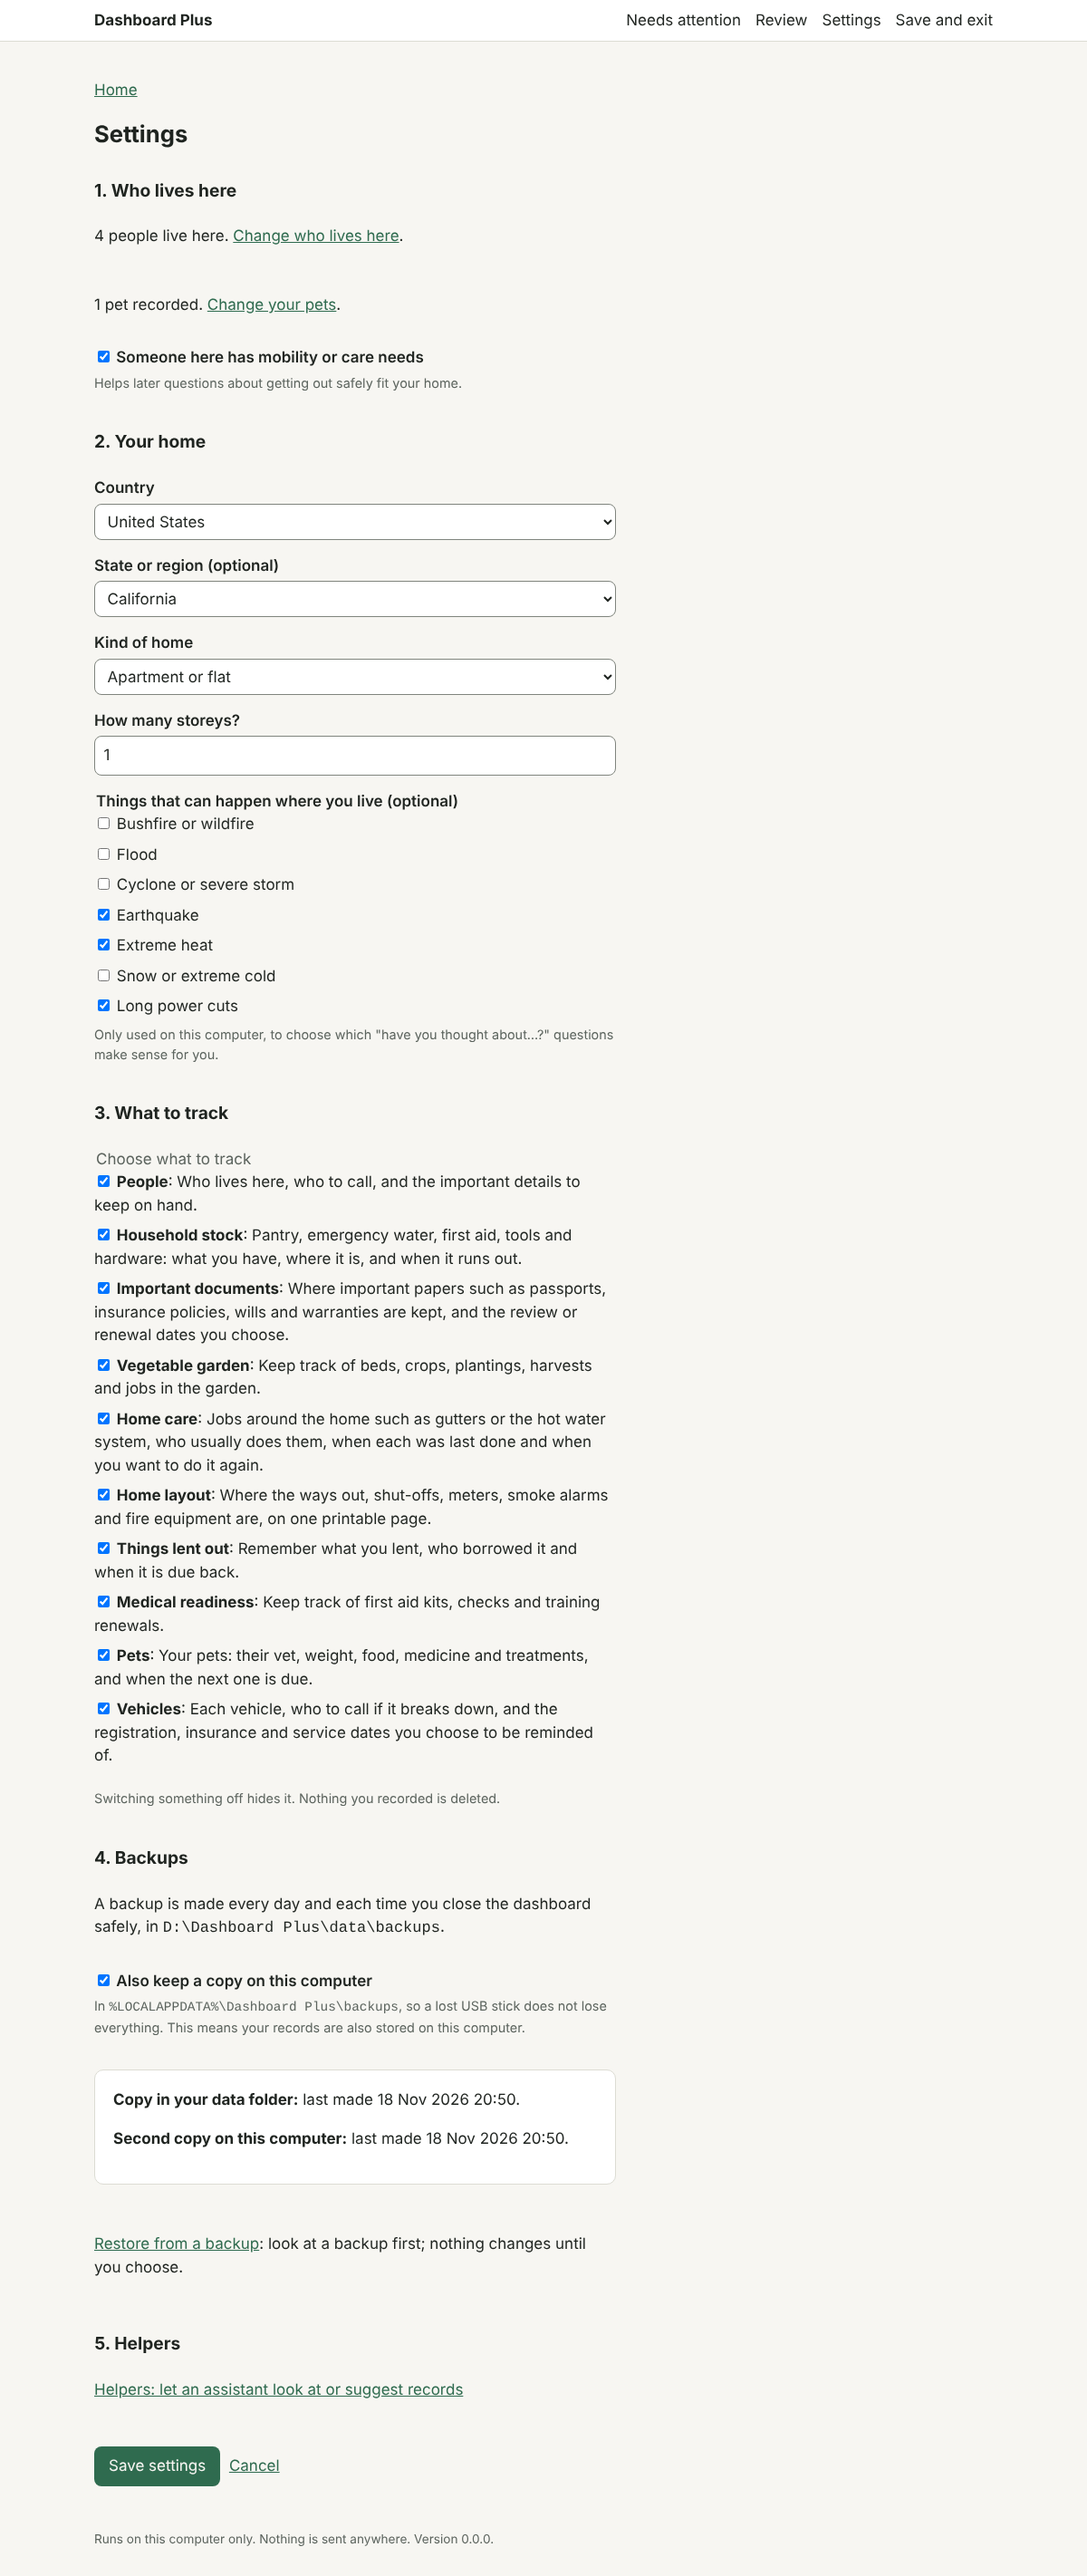 Dashboard Plus
Needs attention Review Settings Save and exit
Home
Settings
1. Who lives here
4 people live here. Change who lives here.
1 pet recorded. Change your pets.
Someone here has mobility or care needs
Helps later questions about getting out safely fit your home.
2. Your home
Country
United States
State or region (optional)
California
Kind of home
Apartment or flat
How many storeys?
1
Things that can happen where you live (optional)
Bushfire or wildfire
Flood
Cyclone or severe storm
Earthquake
Extreme heat
Snow or extreme cold
Long power cuts
Only used on this computer, to choose which "have you thought about...?" questions
make sense for you.
3. What to track
Choose what to track
People: Who lives here, who to call, and the important details to
keep on hand.
Household stock: Pantry, emergency water, first aid, tools and
hardware: what you have, where it is, and when it runs out.
Important documents: Where important papers such as passports,
insurance policies, wills and warranties are kept, and the review or
renewal dates you choose.
Vegetable garden: Keep track of beds, crops, plantings, harvests
and jobs in the garden.
Home care: Jobs around the home such as gutters or the hot water
system, who usually does them, when each was last done and when
you want to do it again.
Home layout: Where the ways out, shut-offs, meters, smoke alarms
and fire equipment are, on one printable page.
Things lent out: Remember what you lent, who borrowed it and
when it is due back.
Medical readiness: Keep track of first aid kits, checks and training
renewals.
Pets: Your pets: their vet, weight, food, medicine and treatments,
and when the next one is due.
Vehicles: Each vehicle, who to call if it breaks down, and the
registration, insurance and service dates you choose to be reminded
of.
Switching something off hides it. Nothing you recorded is deleted.
4. Backups
A backup is made every day and each time you close the dashboard
safely, in D:\Dashboard Plus\data\backups.
Also keep a copy on this computer
In %LOCALAPPDATA%\Dashboard Plus\backups, so a lost USB stick does not lose
everything. This means your records are also stored on this computer.
Copy in your data folder: last made 18 Nov 2026 20:50.
Second copy on this computer: last made 18 Nov 2026 20:50.
Restore from a backup: look at a backup first; nothing changes until
you choose.
5. Helpers
Helpers: let an assistant look at or suggest records
Save settings Cancel
Runs on this computer only. Nothing is sent anywhere. Version 0.0.0.